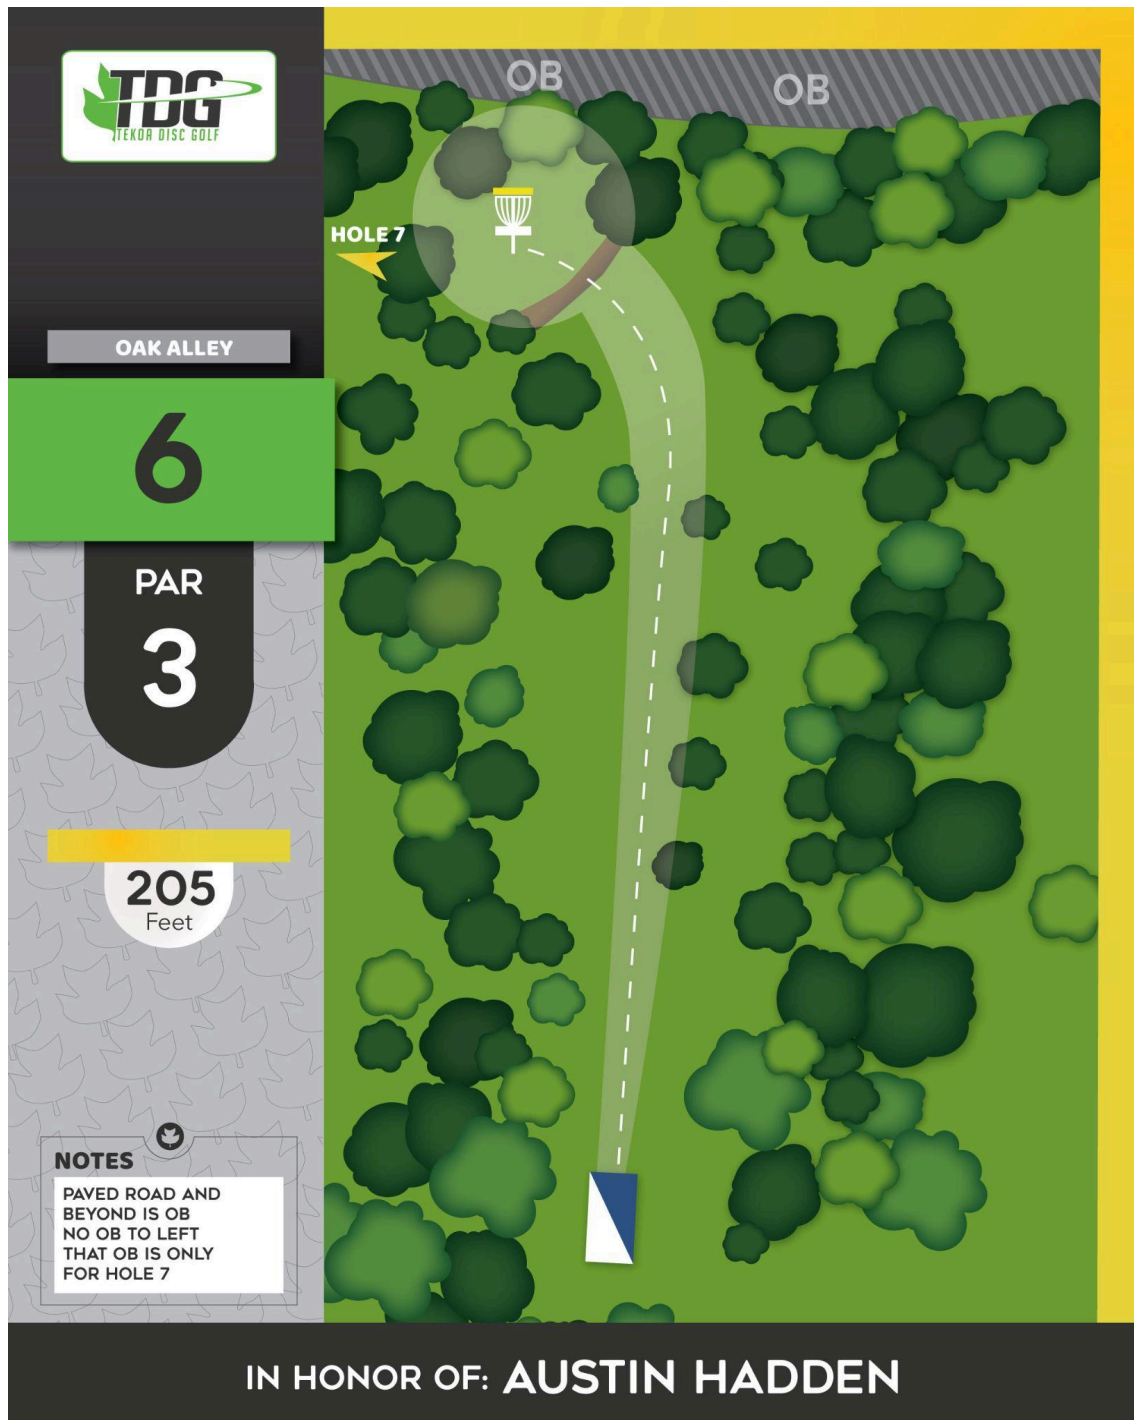 TDG
TEKOA DISC GOLF
OAK ALLEY
6
PAR
3
205
Feet
NOTES
PAVED ROAD AND
BEYOND IS OB
NO OB TO LEFT
THAT OB IS ONLY
FOR HOLE 7
OB
OB
HOLE 7
IN HONOR OF: AUSTIN HADDEN